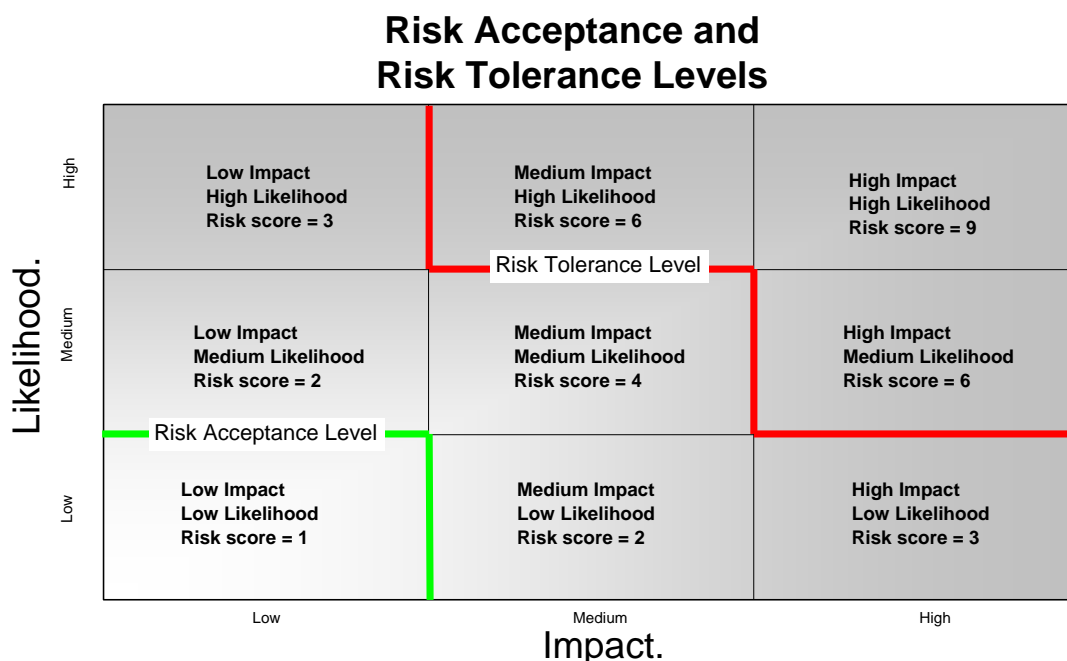 Risk Acceptance and
Risk Tolerance Levels
Likelihood.
High
Low Impact
High Likelihood
Risk score = 3
Medium Impact
High Likelihood
Risk score = 6
High Impact
High Likelihood
Risk score = 9
Risk Tolerance Level
Medium
Low Impact
Medium Likelihood
Risk score = 2
Medium Impact
Medium Likelihood
Risk score = 4
High Impact
Medium Likelihood
Risk score = 6
Risk Acceptance Level
Low
Low Impact
Low Likelihood
Risk score = 1
Medium Impact
Low Likelihood
Risk score = 2
High Impact
Low Likelihood
Risk score = 3
Low
Medium
High
Impact.